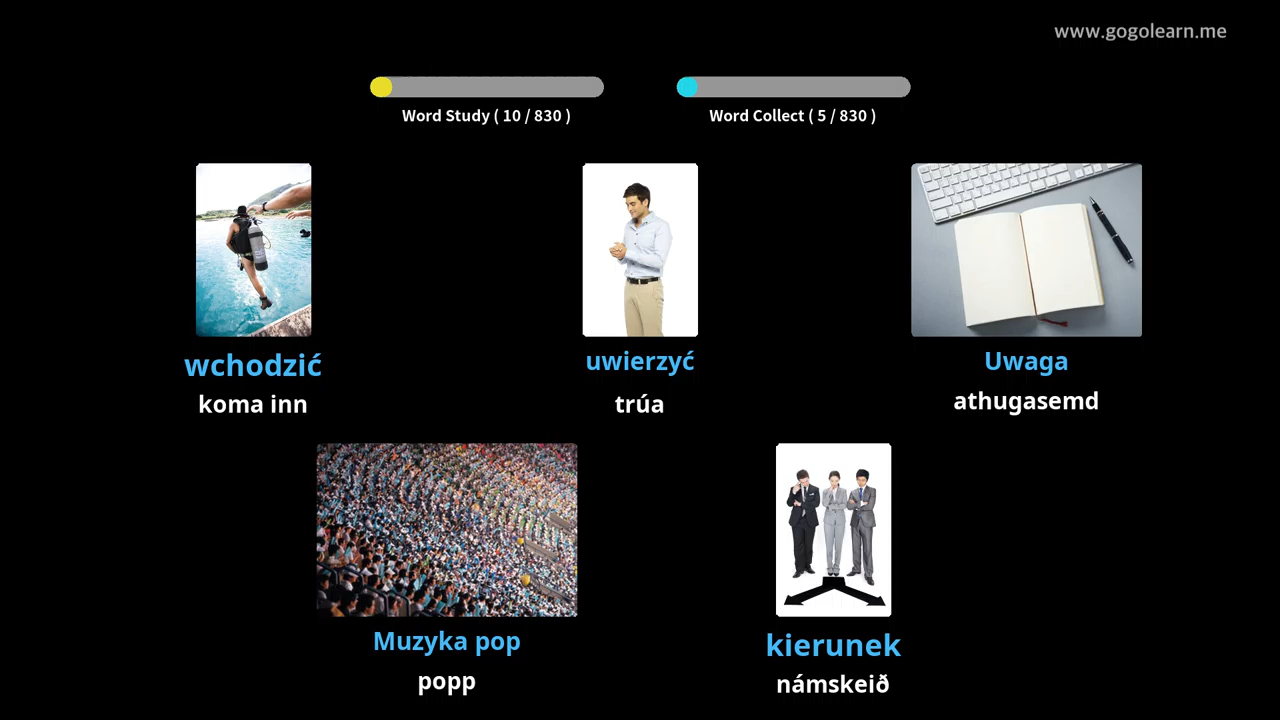 www.gogolearn.me
Word Study ( 10 / 830 )
Word Collect ( 5 / 830 )
wchodzić
koma inn
uwierzyć
trúa
Uwaga
athugasemd
Muzyka pop
popp
kierunek
námskeið